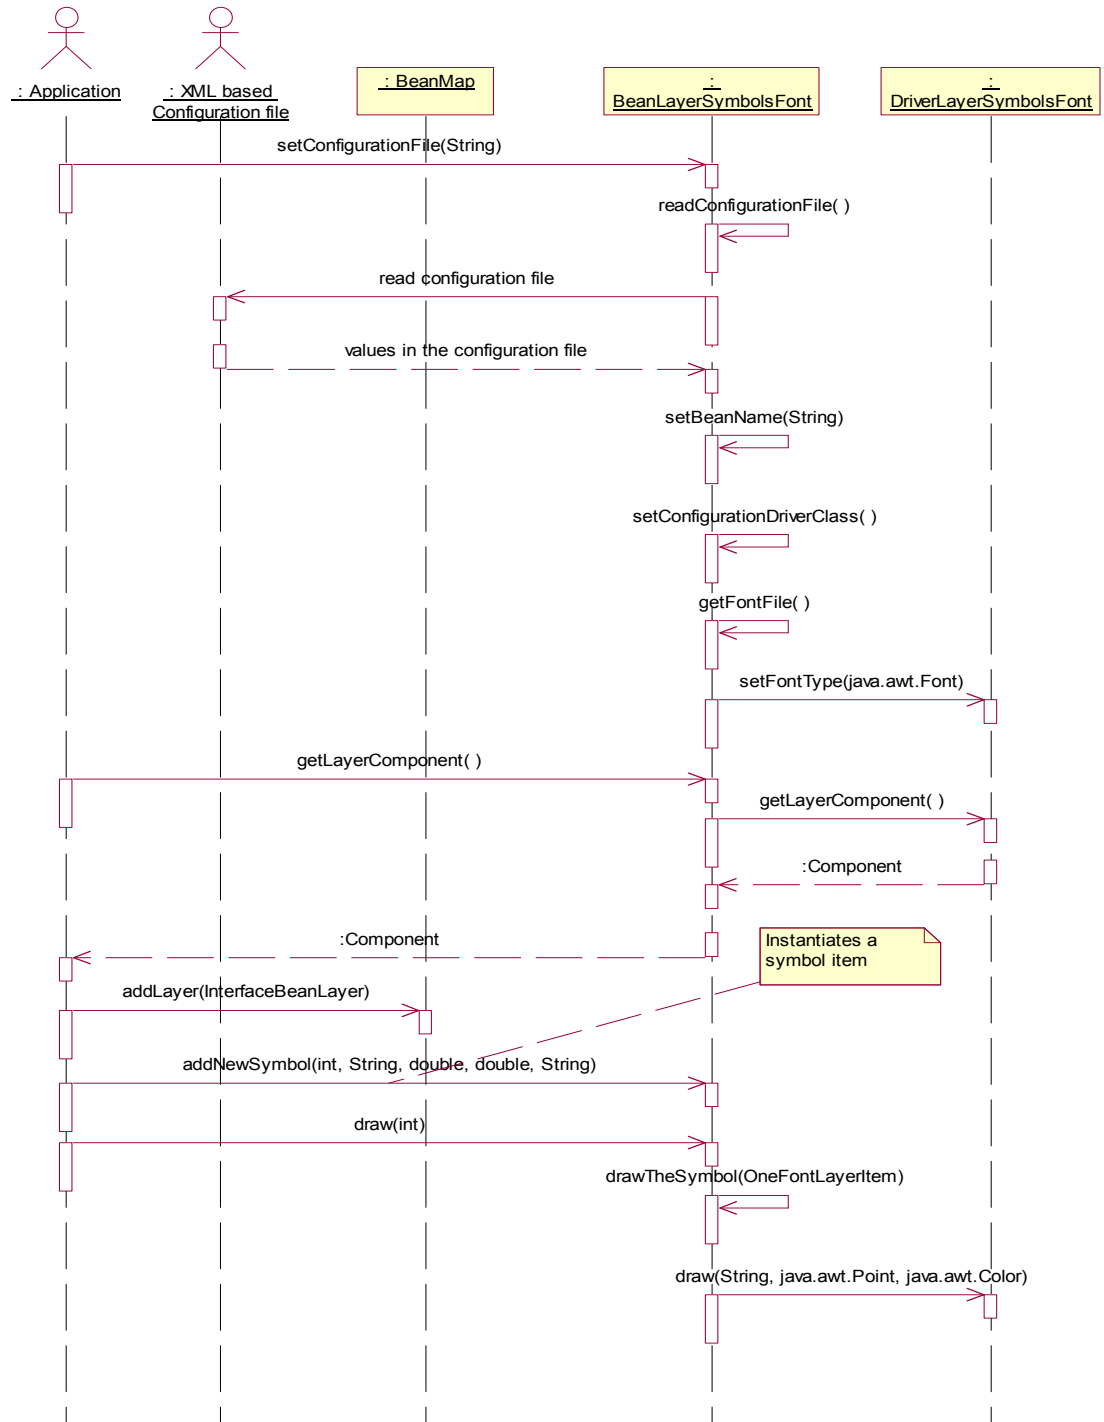 : Application
: XML based
Configuration file
: BeanMap
:
BeanLayerSymbolsFont
:
DriverLayerSymbolsFont
setConfigurationFile(String)
readConfigurationFile( )
read configuration file
values in the configuration file
setBeanName(String)
setConfigurationDriverClass( )
getFontFile( )
setFontType(java.awt.Font)
getLayerComponent( )
getLayerComponent( )
:Component
:Component
Instantiates a
symbol item
addLayer(InterfaceBeanLayer)
addNewSymbol(int, String, double, double, String)
draw(int)
drawTheSymbol(OneFontLayerItem)
draw(String, java.awt.Point, java.awt.Color)